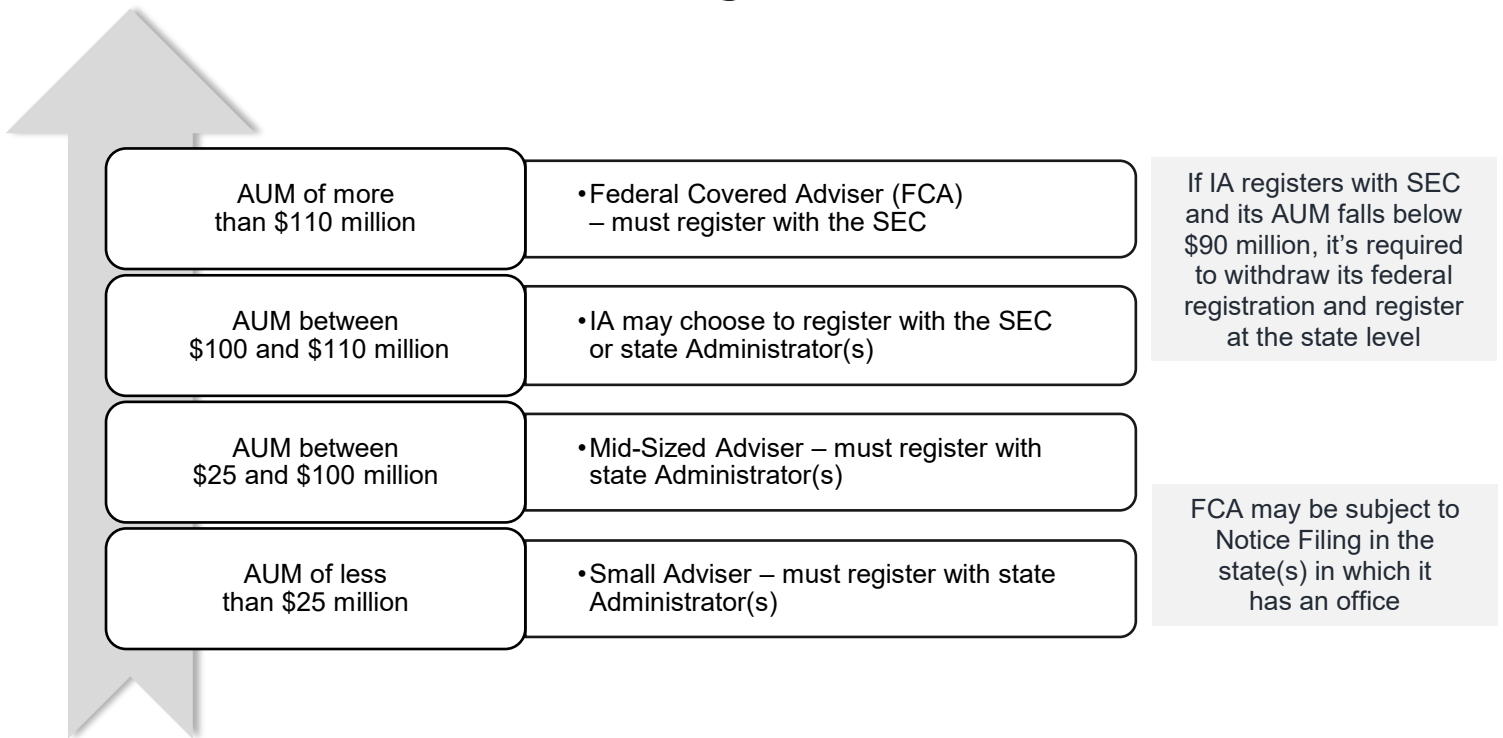 AUM of more
than $110 million
•Federal Covered Adviser (FCA)
– must register with the SEC
AUM between
$100 and $110 million
•IA may choose to register with the SEC
or state Administrator(s)
AUM between
$25 and $100 million
•Mid-Sized Adviser – must register with
state Administrator(s)
AUM of less
than $25 million
•Small Adviser – must register with state
Administrator(s)
If IA registers with SEC
and its AUM falls below
$90 million, it’s required
to withdraw its federal
registration and register
at the state level
FCA may be subject to
Notice Filing in the
state(s) in which it
has an office